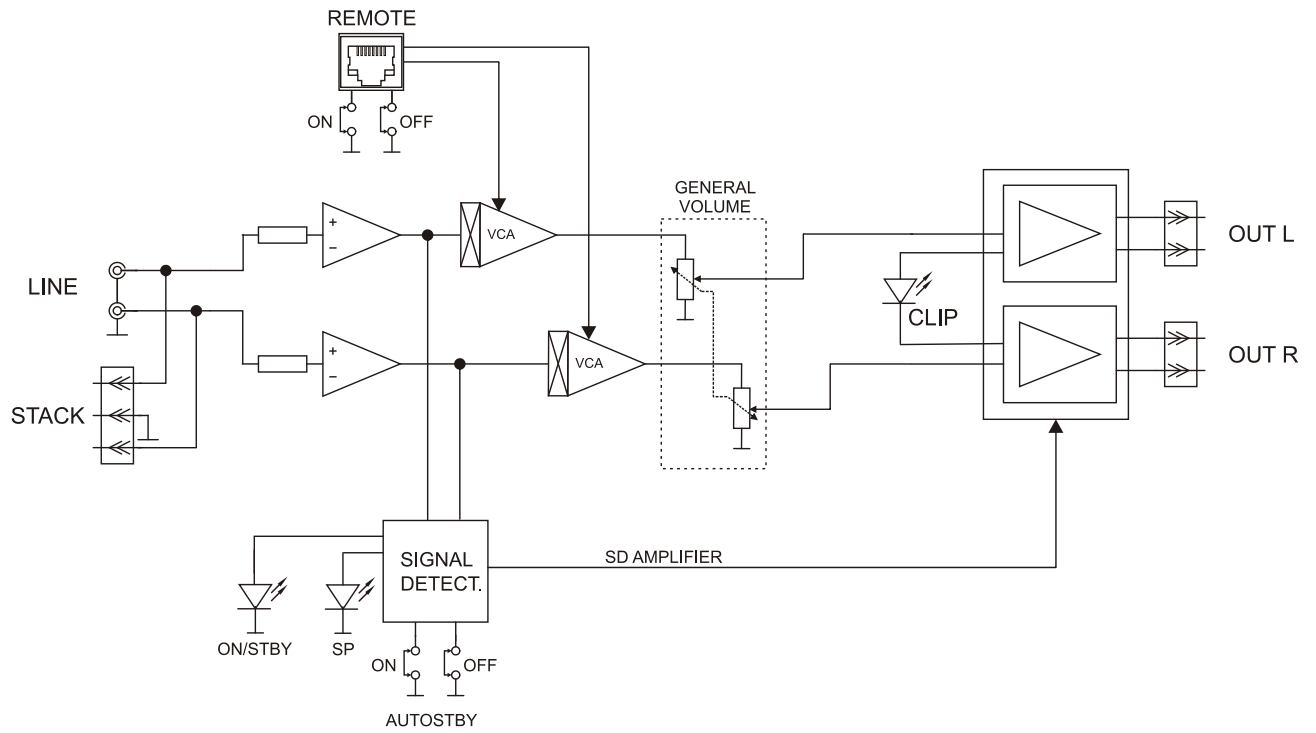 REMOTE
ON
OFF
GENERAL
VOLUME
+
−
VCA
OUT L
LINE
CLIP
+
−
VCA
OUT R
STACK
SIGNAL
DETECT.
SD AMPLIFIER
ON/STBY
SP
ON
OFF
AUTOSTBY